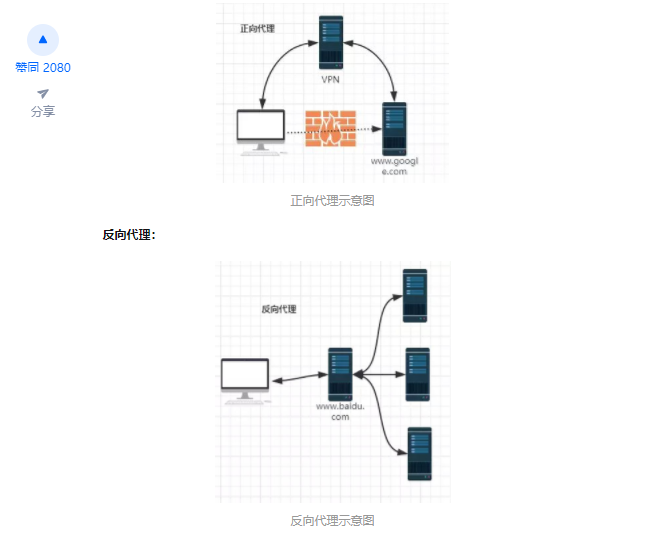 正向代理
VPN
赞同 2080
分享
www.googl
e.com
正向代理示意图
反向代理：
反向代理
www.baidu.
com
反向代理示意图